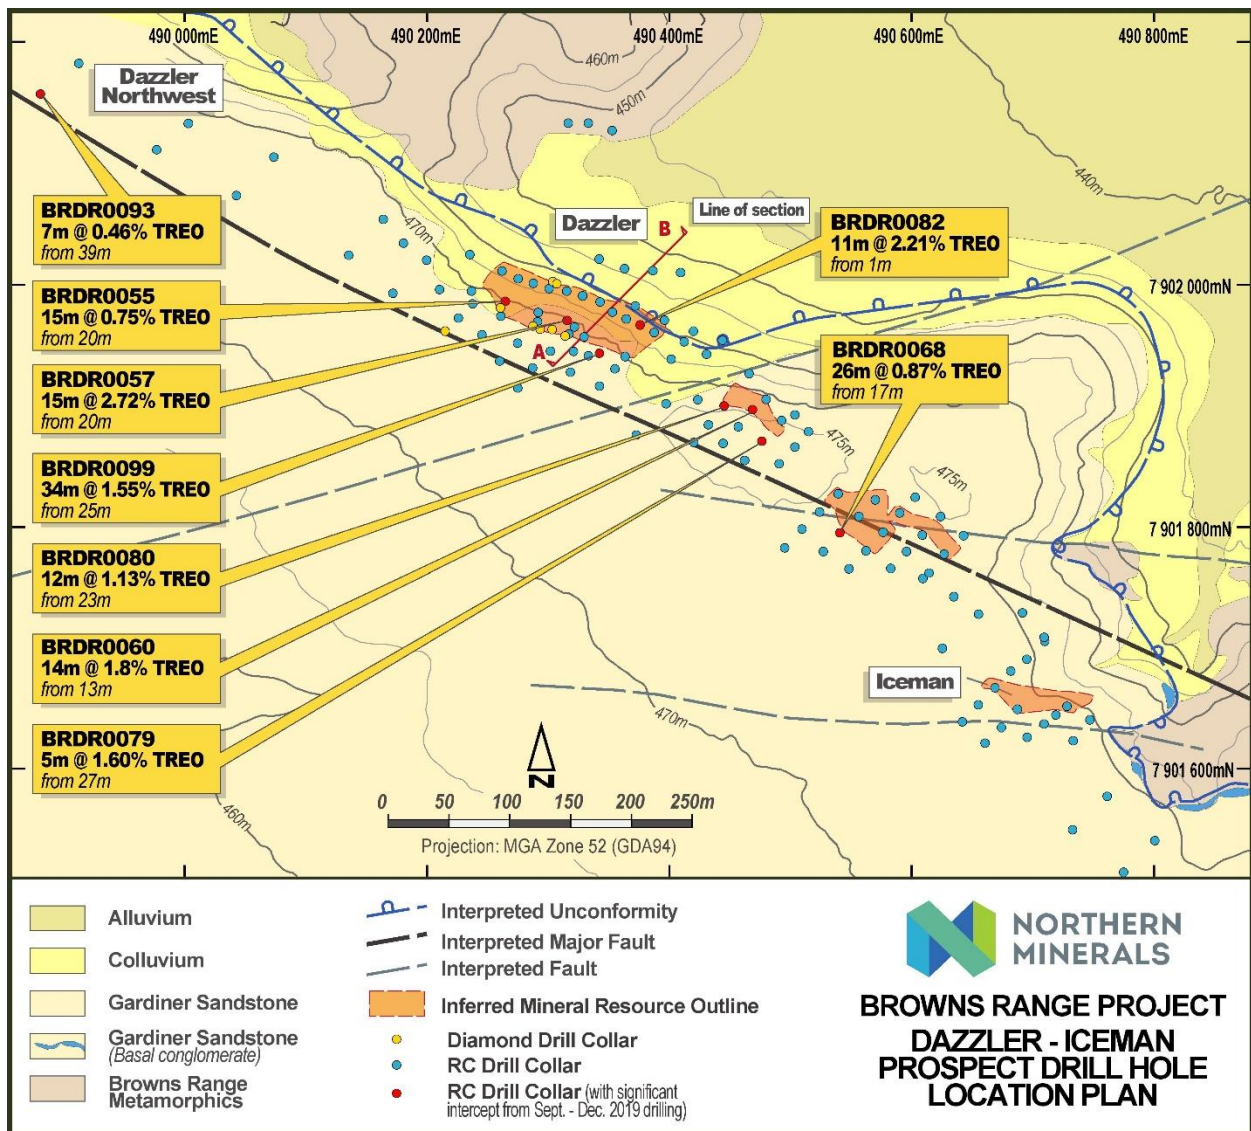 490 000mE
490 200mE
490 400mE
490 600mE
490 800mE
Dazzler
Northwest
460m
450m
440m
470m
Dazzler
Line of section
B
A
BRDR0093
7m @ 0.46% TREO
from 39m
BRDR0055
15m @ 0.75% TREO
from 20m
BRDR0057
15m @ 2.72% TREO
from 20m
BRDR0099
34m @ 1.55% TREO
from 25m
BRDR0080
12m @ 1.13% TREO
from 23m
BRDR0060
14m @ 1.8% TREO
from 13m
BRDR0079
5m @ 1.60% TREO
from 27m
BRDR0082
11m @ 2.21% TREO
from 1m
BRDR0068
26m @ 0.87% TREO
from 17m
7 902 000mN
475m
475m
7 901 800mN
Iceman
470m
7 901 600mN
460m
N
0 50 100 150 200 250m
Projection: MGA Zone 52 (GDA94)
Alluvium
Colluvium
Gardiner Sandstone
Gardiner Sandstone
(Basal conglomerate)
Browns Range
Metamorphics
Interpreted Unconformity
Interpreted Major Fault
Interpreted Fault
Inferred Mineral Resource Outline
Diamond Drill Collar
RC Drill Collar
RC Drill Collar (with significant
intercept from Sept. - Dec. 2019 drilling)
NORTHERN
MINERALS
BROWNS RANGE PROJECT
DAZZLER - ICEMAN
PROSPECT DRILL HOLE
LOCATION PLAN